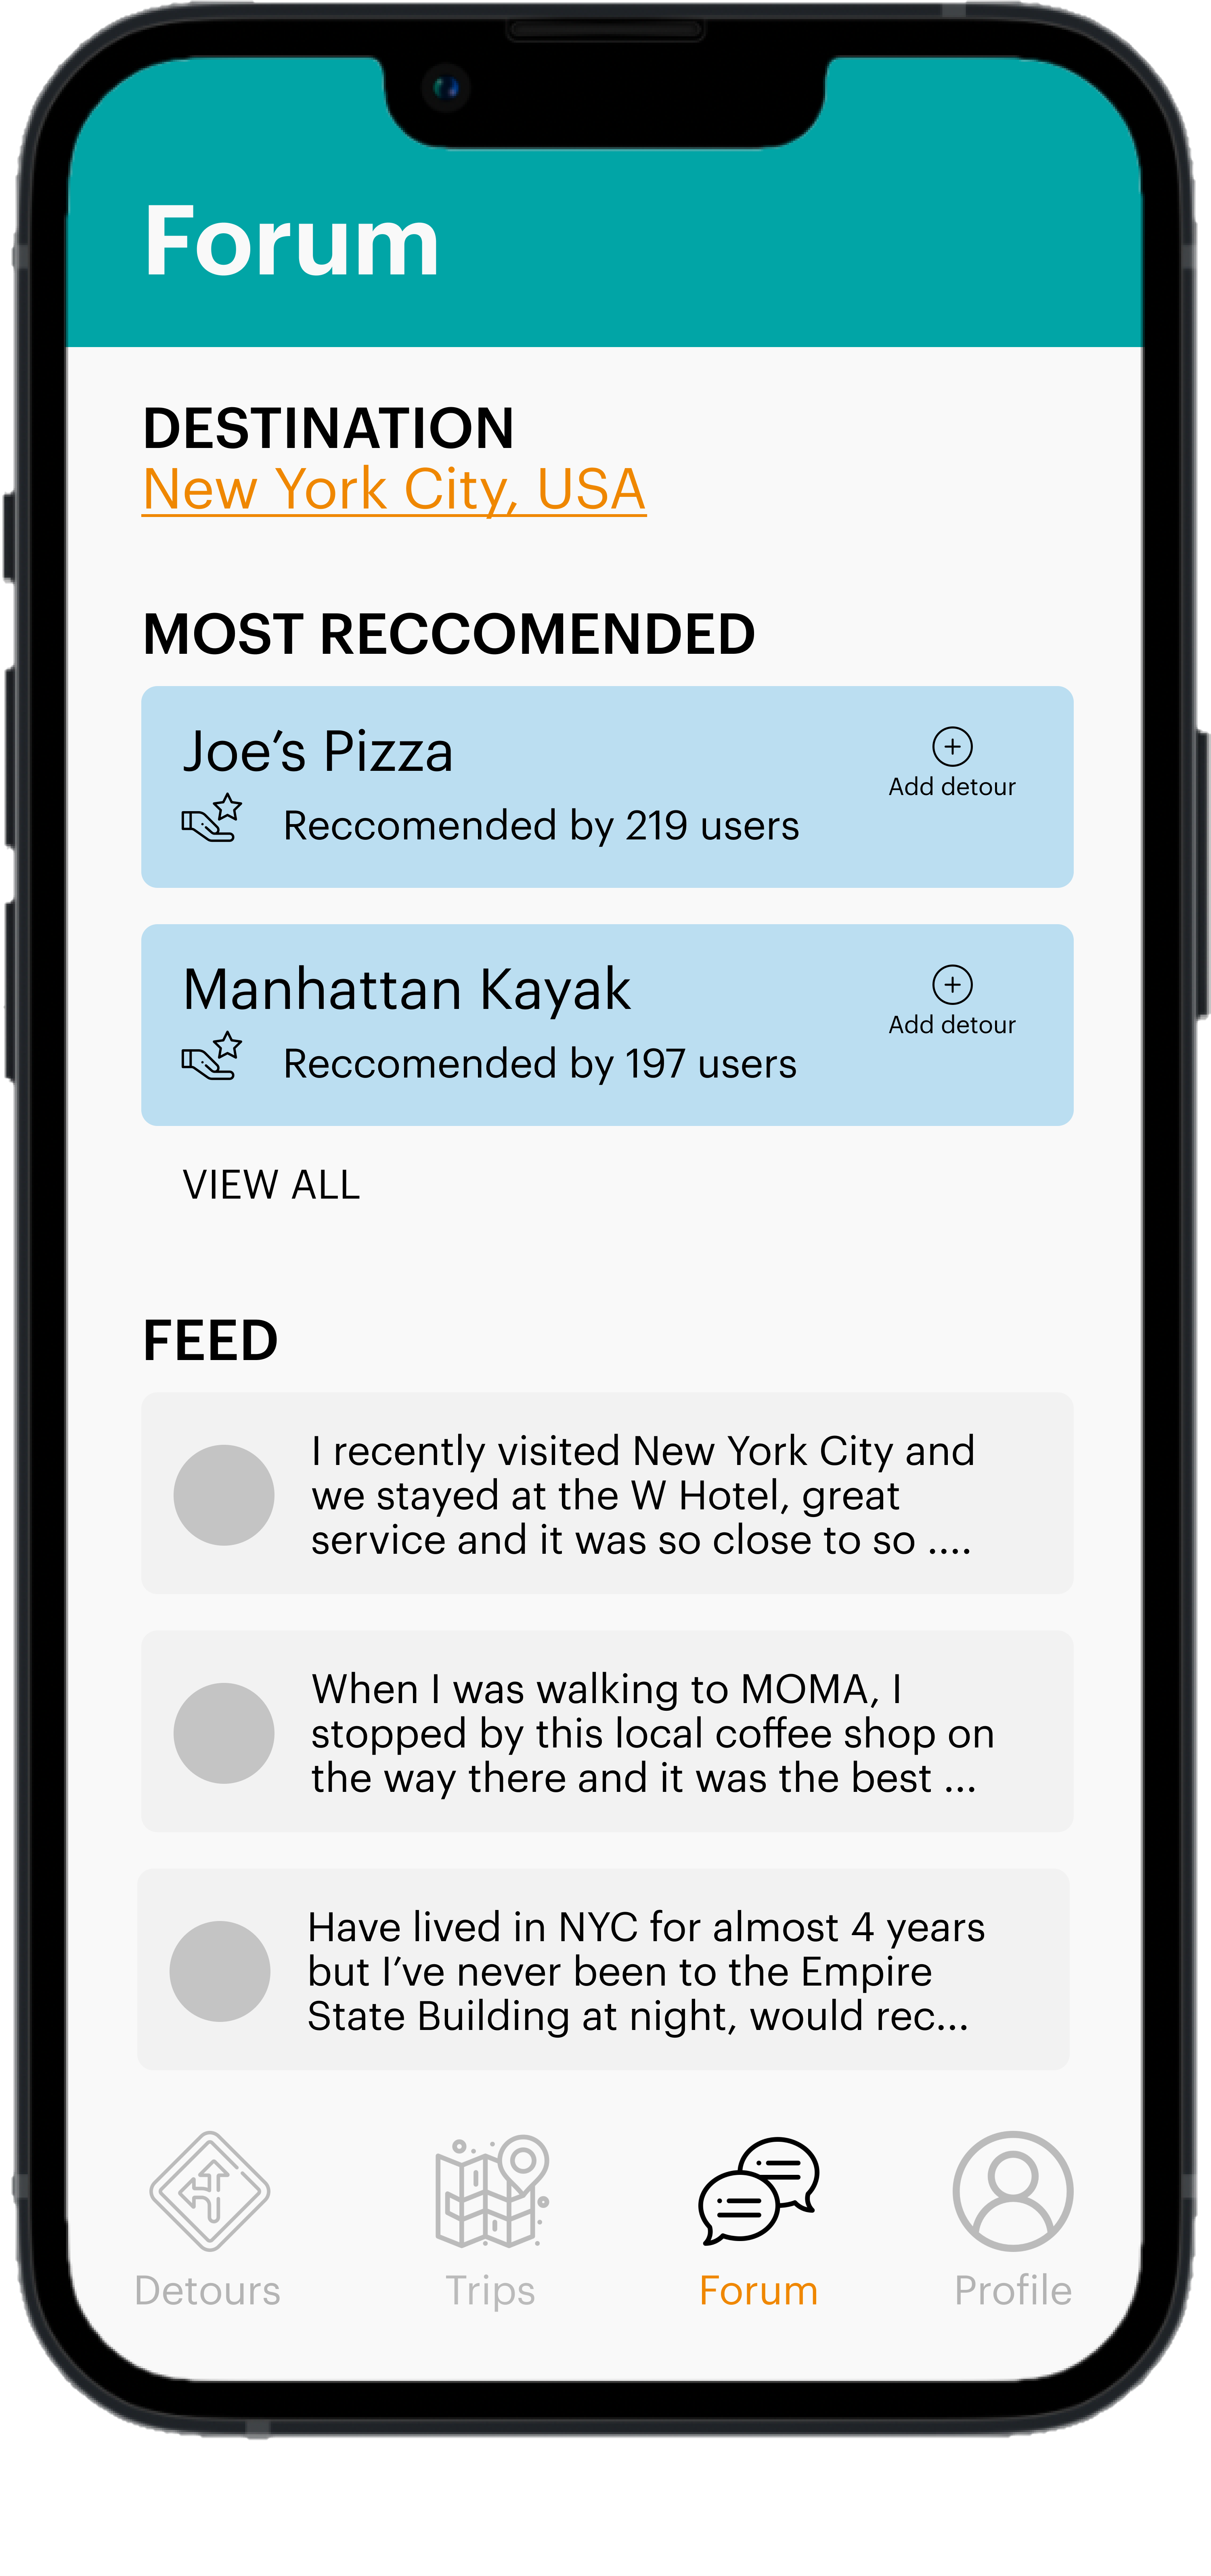 Forum
DESTINATION
New York City, USA
MOST RECCOMENDED
Joe’s Pizza
Add detour
Reccomended by 219 users
Manhattan Kayak
Add detour
Reccomended by 197 users
VIEW ALL
FEED
I recently visited New York City and
we stayed at the W Hotel, great
service and it was so close to so ....
When I was walking to MOMA, I
stopped by this local coffee shop on
the way there and it was the best ...
Have lived in NYC for almost 4 years
but I’ve never been to the Empire
State Building at night, would rec...
Detours
Trips
Forum
Profile